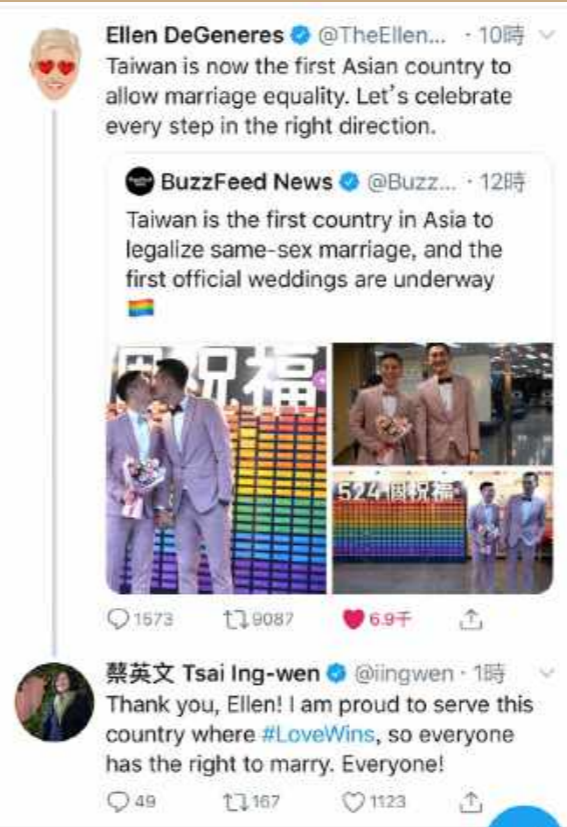 Ellen DeGeneres @TheEllen... · 10時
Taiwan is now the first Asian country to
allow marriage equality. Let's celebrate
every step in the right direction.
BuzzFeed News @Buzz... · 12時
Taiwan is the first country in Asia to
legalize same-sex marriage, and the
first official weddings are underway
個祝福
524個祝福
1573 9087 6.9千
蔡英文 Tsai Ing-wen @iingwen · 1時
Thank you, Ellen! I am proud to serve this
country where #LoveWins, so everyone
has the right to marry. Everyone!
49 167 1123